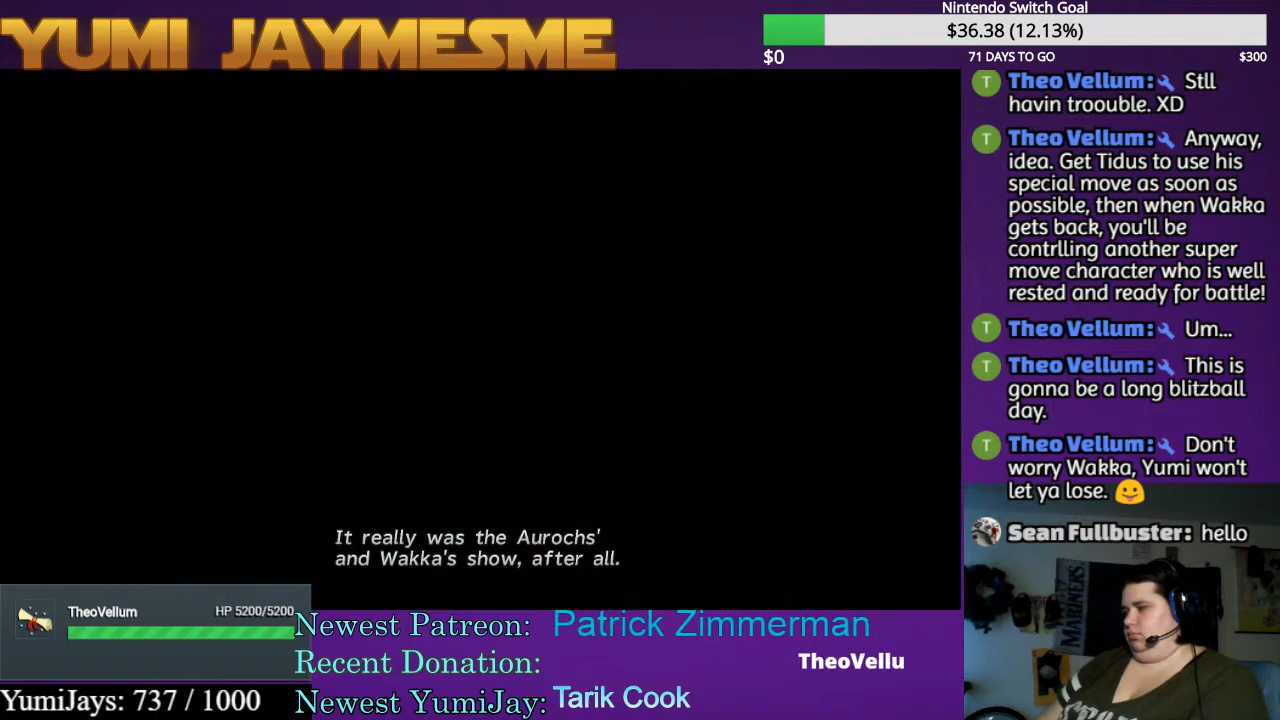 YUMI JAYMESME
Nintendo Switch Goal
$36.38 (12.13%)
$0
71 DAYS TO GO
$300
T
Theo Vellum: Stll
havin troouble. XD
T
Theo Vellum: Anyway,
idea. Get Tidus to use his
special move as soon as
possible, then when Wakka
gets back, you'll be
contrlling another super
move character who is well
rested and ready for battle!
T
Theo Vellum: Um...
T
Theo Vellum: This is
gonna be a long blitzball
day.
T
Theo Vellum: Don't
worry Wakka, Yumi won't
let ya lose.
Sean Fullbuster: hello
MARINERS
It really was the Aurochs'
and Wakka's show, after all.
TheoVellum
HP 5200/5200
Newest Patreon: Patrick Zimmerman
Recent Donation: TheoVellu
YumiJays: 737 / 1000
Newest YumiJay: Tarik Cook